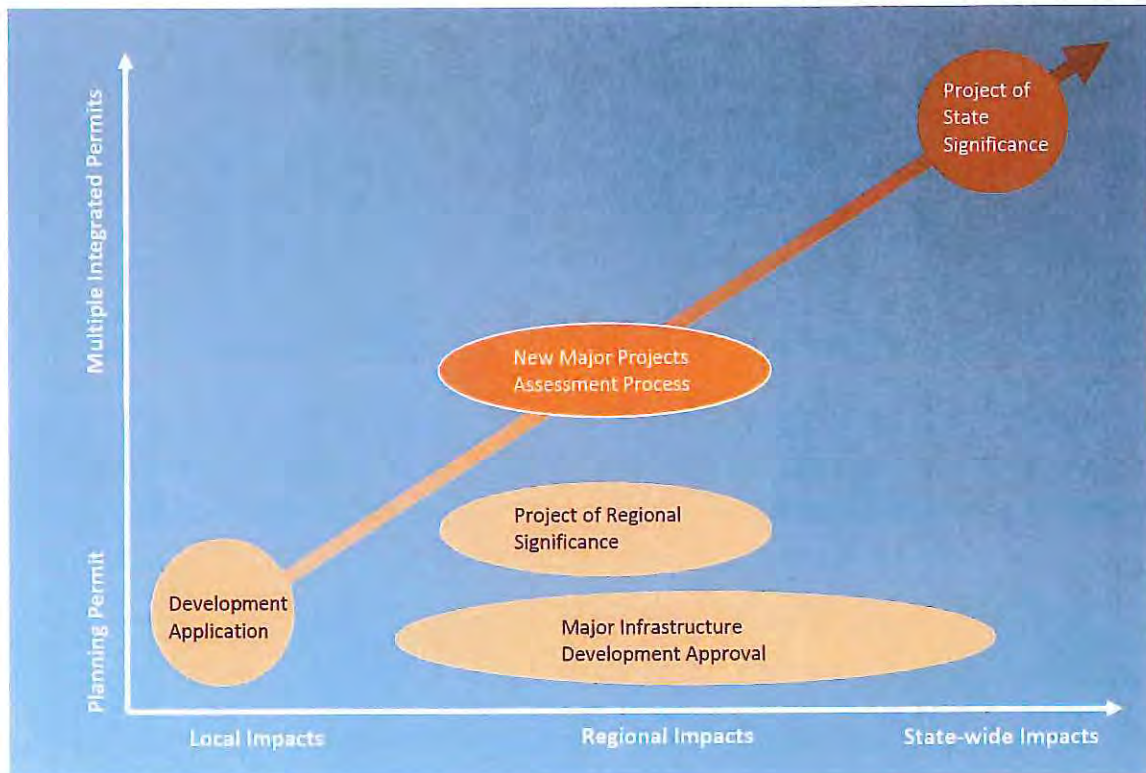 Multiple Integrated Permits
Planning Permit
Project of
State
Significance
New Major Projects
Assessment Process
Project of Regional
Significance
Development
Application
Major Infrastructure
Development Approval
Local Impacts
Regional Impacts
State-wide Impacts